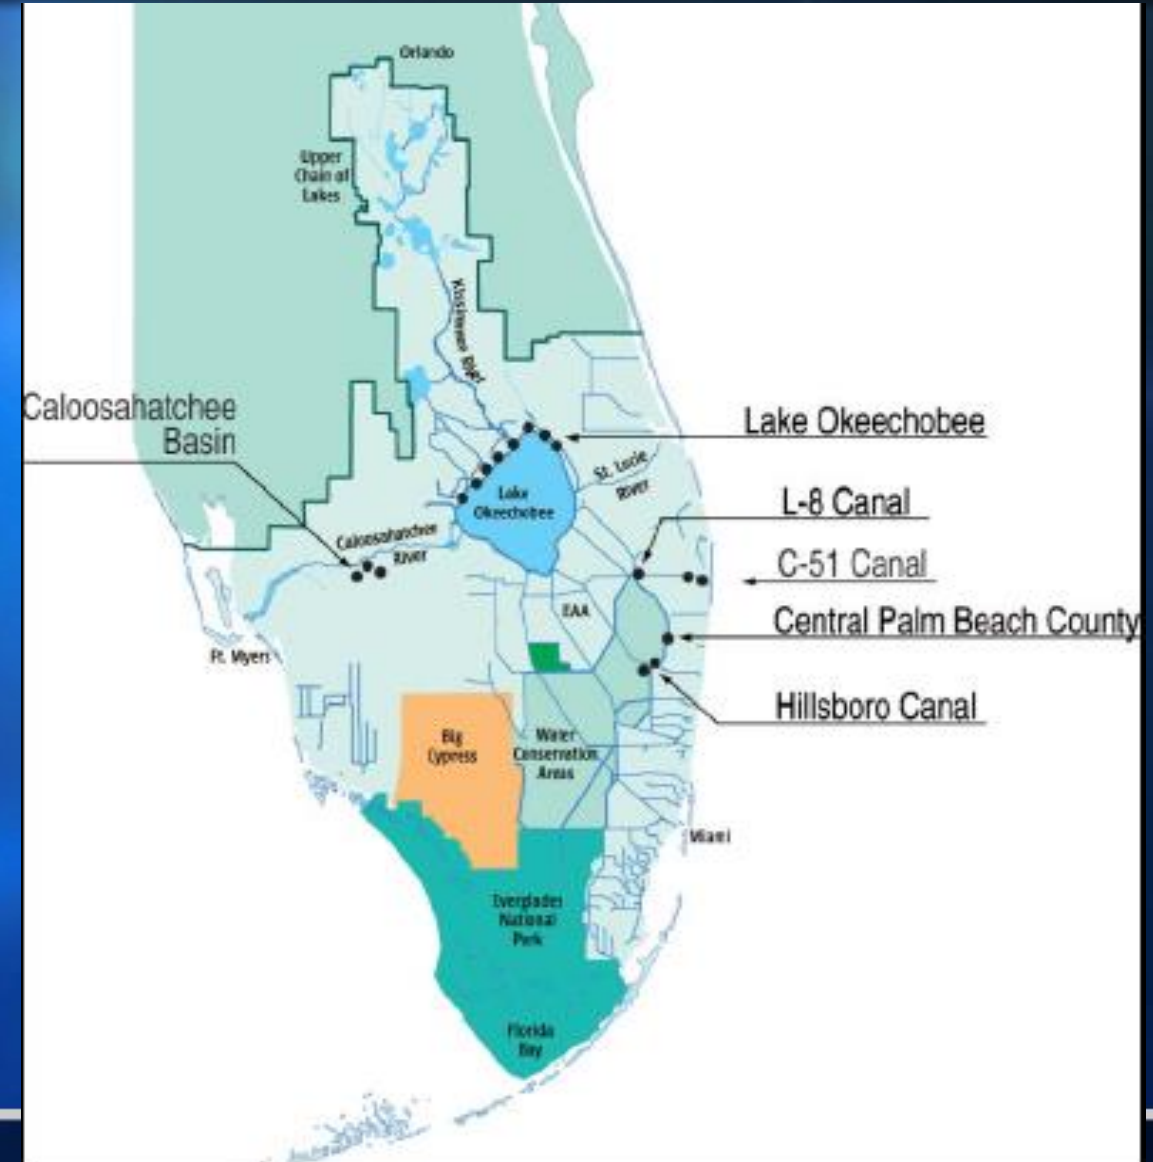 Orlando
Upper
Chain of
Lakes
Kissimmee River
Caloosahatchee
Basin
Lake Okeechobee
St. Lucie
River
Lake
Okeechobee
L-8 Canal
Caloosahatchee
River
C-51 Canal
EAA
Central Palm Beach County
Ft. Myers
Hillsboro Canal
Big
Cypress
Water
Conservation
Areas
Miami
Everglades
National
Park
Florida
Bay